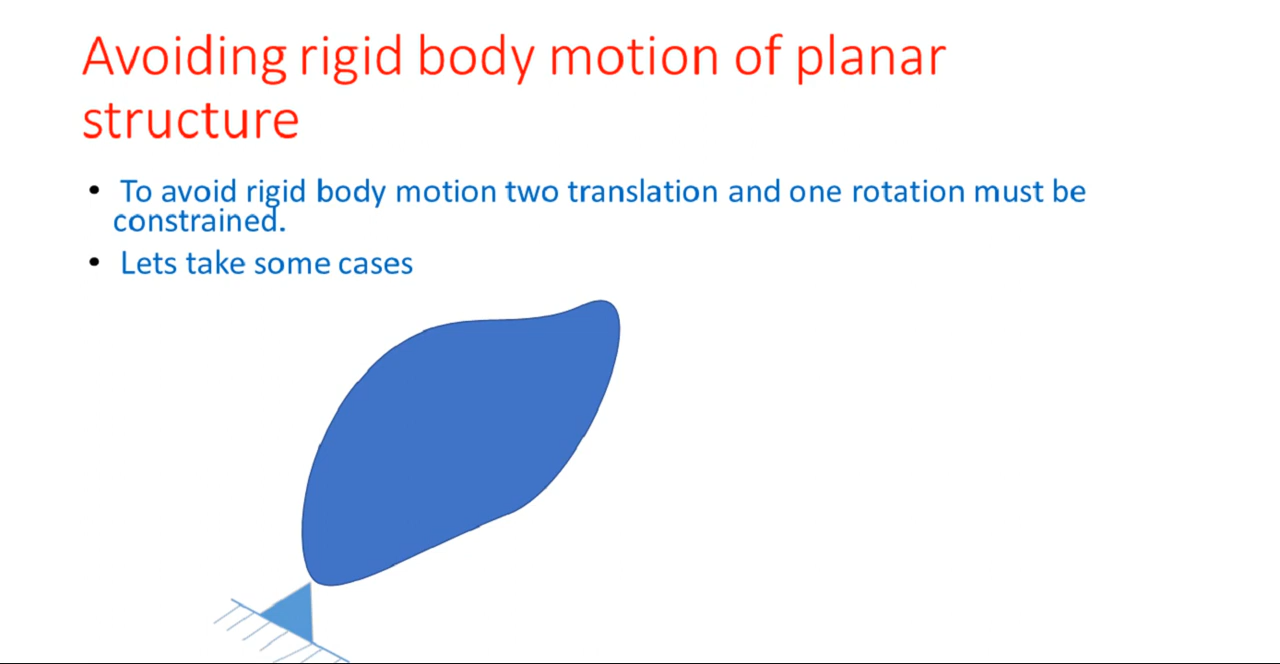 Avoiding rigid body motion of planar
structure
• To avoid rigid body motion two translation and one rotation must be
constrained.
• Lets take some cases